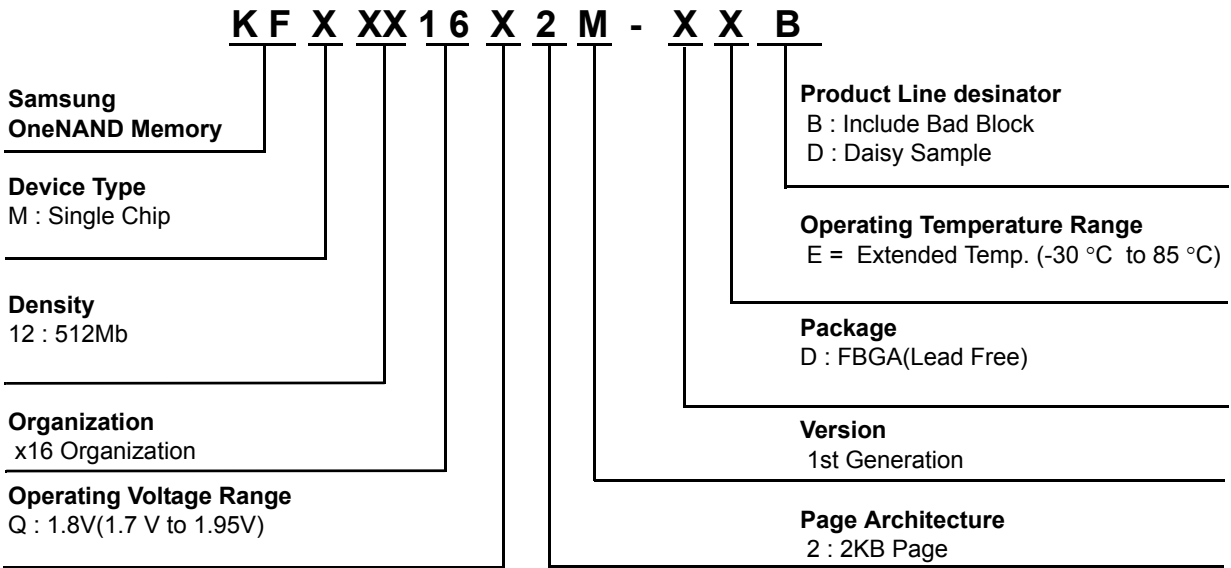 KF X XX 16 X 2 M - X X B
Samsung
OneNAND Memory
Device Type
M : Single Chip
Density
12 : 512Mb
Organization
x16 Organization
Operating Voltage Range
Q : 1.8V(1.7 V to 1.95V)
Product Line desinator
B : Include Bad Block
D : Daisy Sample
Operating Temperature Range
E = Extended Temp. (-30 °C to 85 °C)
Package
D : FBGA(Lead Free)
Version
1st Generation
Page Architecture
2 : 2KB Page